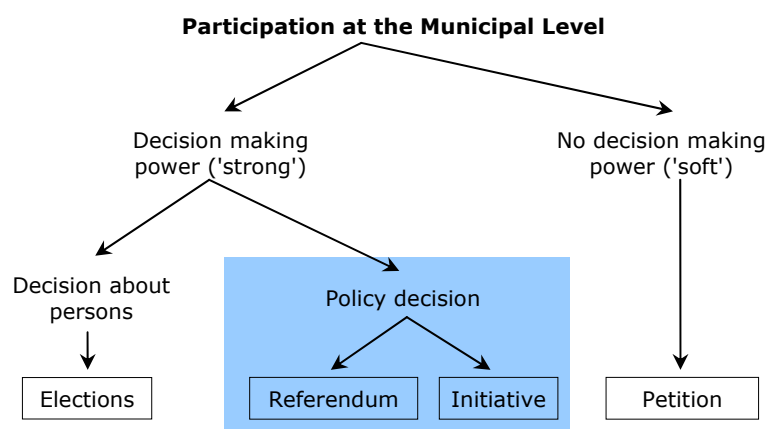 Participation at the Municipal Level
Decision making
power ('strong')
No decision making
power ('soft')
Decision about
persons
Policy decision
Elections
Referendum
Initiative
Petition